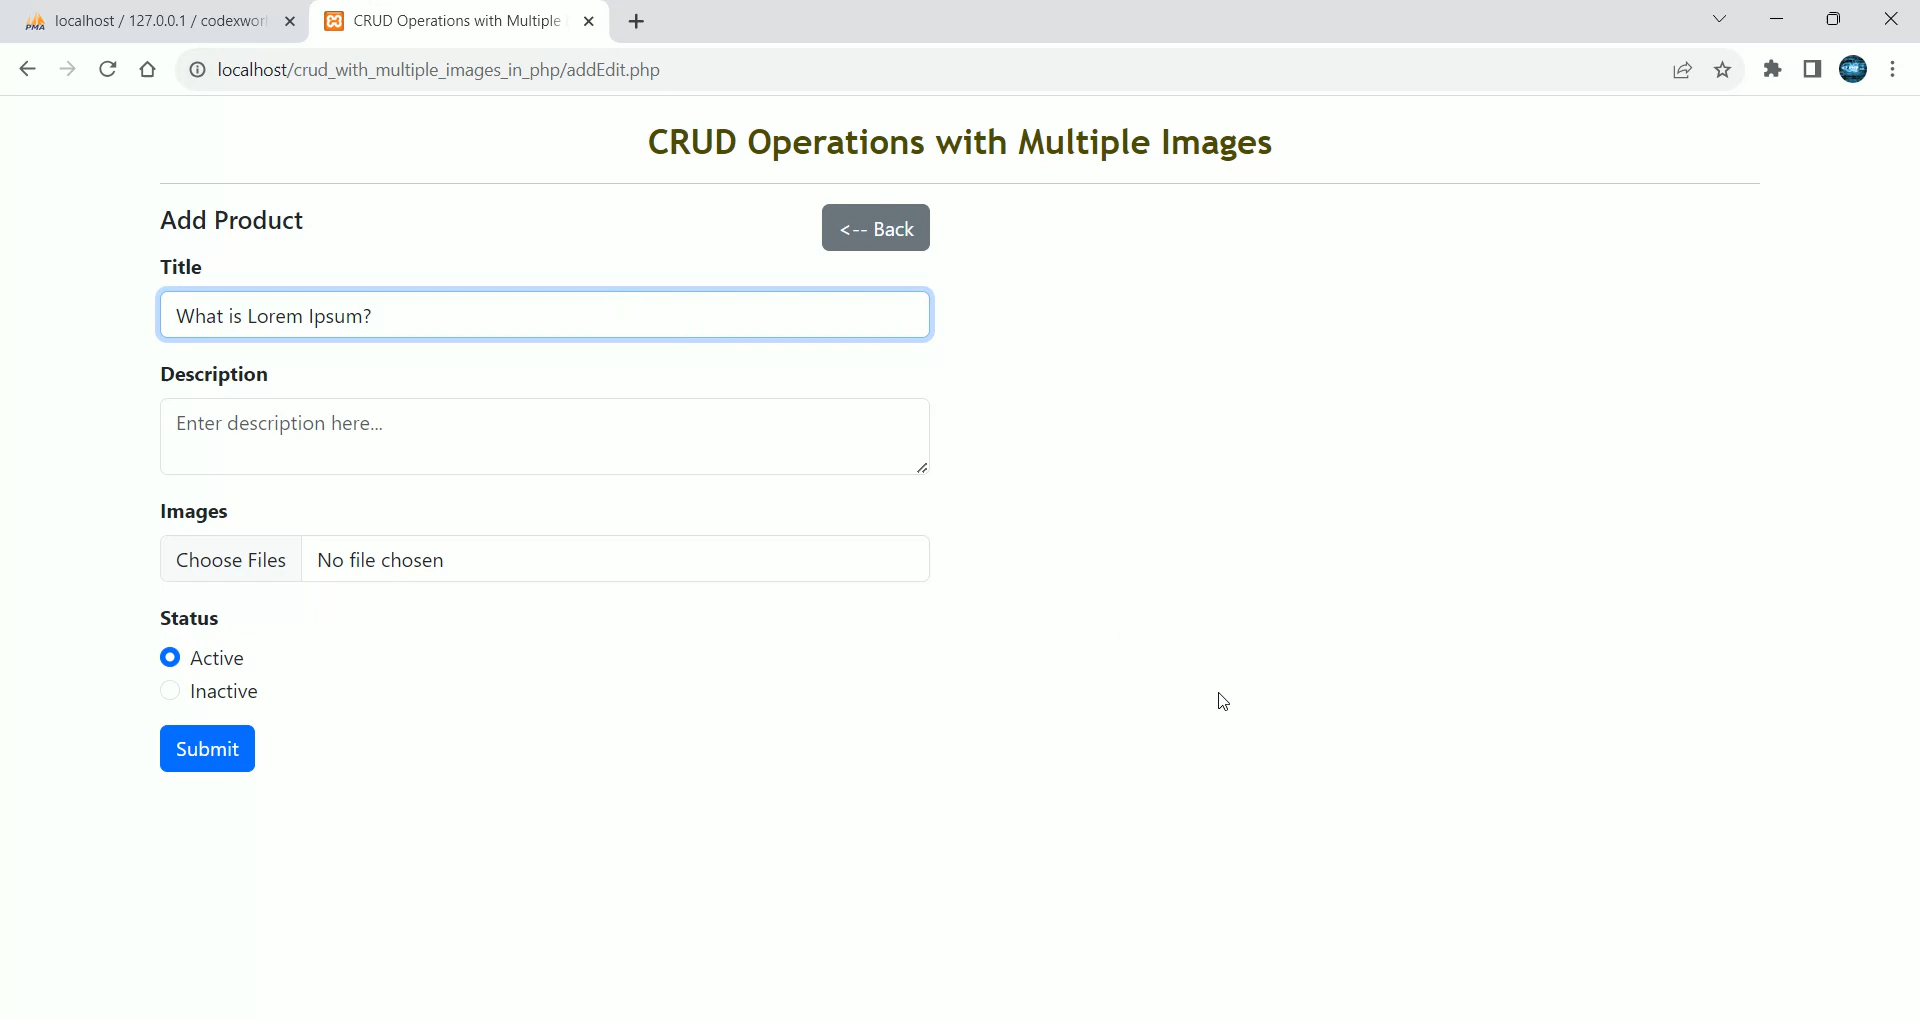 localhost / 127.0.0.1 / codexwor
CRUD Operations with Multiple
localhost/crud_with_multiple_images_in_php/addEdit.php
CRUD Operations with Multiple Images
Add Product
<-- Back
Title
What is Lorem Ipsum?
Description
Enter description here...
Images
Choose Files No file chosen
Status
Active
Inactive
Submit